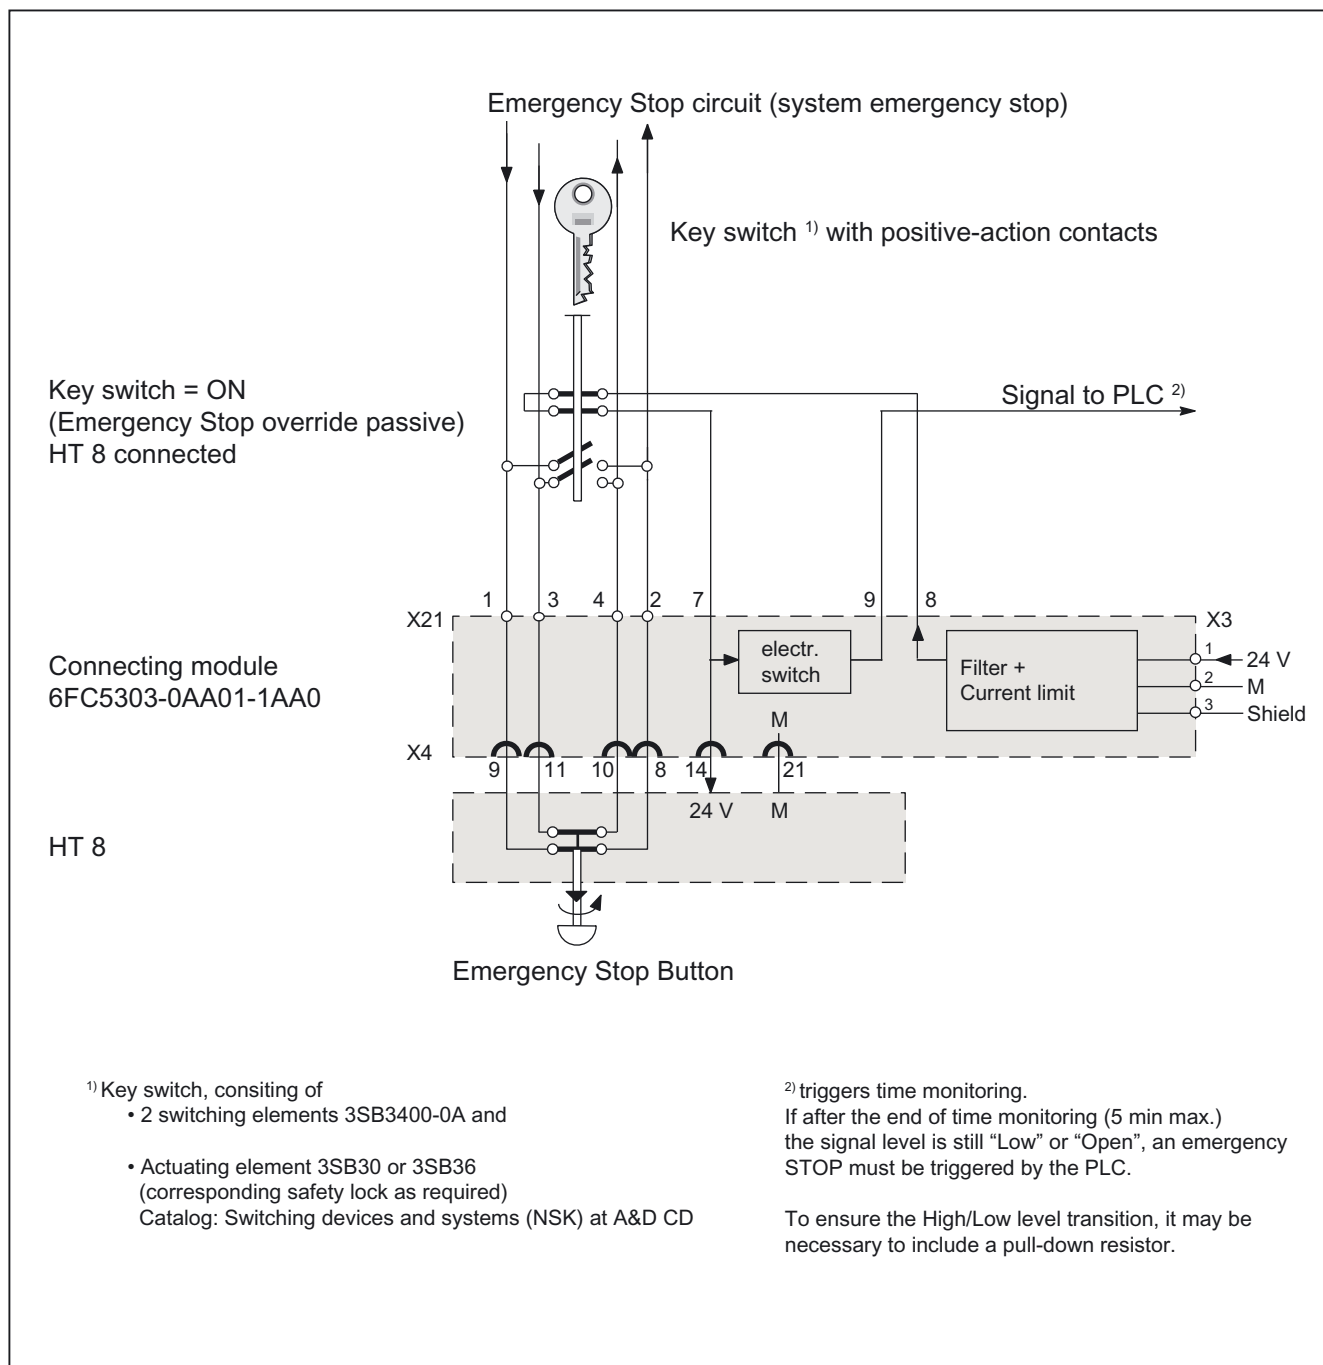 Emergency Stop circuit (system emergency stop)
Key switch 1) with positive-action contacts
Key switch = ON
(Emergency Stop override passive)
HT 8 connected
Signal to PLC 2)
1 3 4 2 7 9 8
X21
X3
electr.
switch
Filter +
Current limit
1
24 V
2
M
3
Shield
Connecting module
6FC5303-0AA01-1AA0
M
X4
9 11 10 8 14 21
24 V M
HT 8
Emergency Stop Button
1) Key switch, consiting of
• 2 switching elements 3SB3400-0A and
• Actuating element 3SB30 or 3SB36
(corresponding safety lock as required)
Catalog: Switching devices and systems (NSK) at A&D CD
2) triggers time monitoring.
If after the end of time monitoring (5 min max.)
the signal level is still “Low” or “Open”, an emergency
STOP must be triggered by the PLC.
To ensure the High/Low level transition, it may be
necessary to include a pull-down resistor.